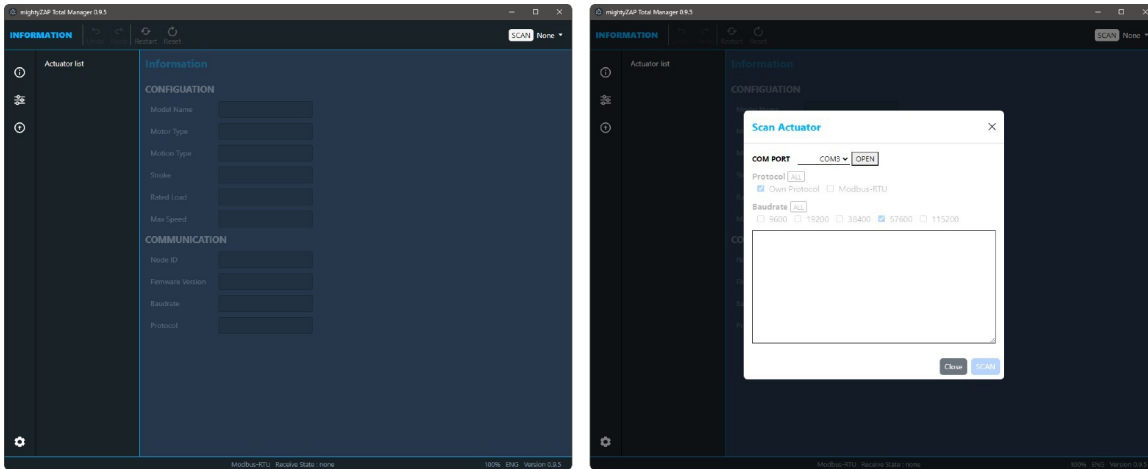 mightyZAP Total Manager 0.9.5
INFORMATION Undo Redo Restart Reset SCAN None
Actuator list
Information
CONFIGUATION
Model Name
Motor Type
Motion Type
Stroke
Rated Load
Max Speed
COMMUNICATION
Node ID
Firmware Version
Baudrate
Protocol
Modbus-RTU Receive State : none 100% ENG Version 0.9.5
mightyZAP Total Manager 0.9.5
INFORMATION Restart Reset SCAN None
Actuator list
Information
CONFIGUATION
Scan Actuator
COM PORT COM3 OPEN
Protocol ALL
Own Protocol Modbus-RTU
Baudrate ALL
9600 19200 38400 57600 115200
Close SCAN
Modbus-RTU Receive State : none 100% ENG Version 0.9.5